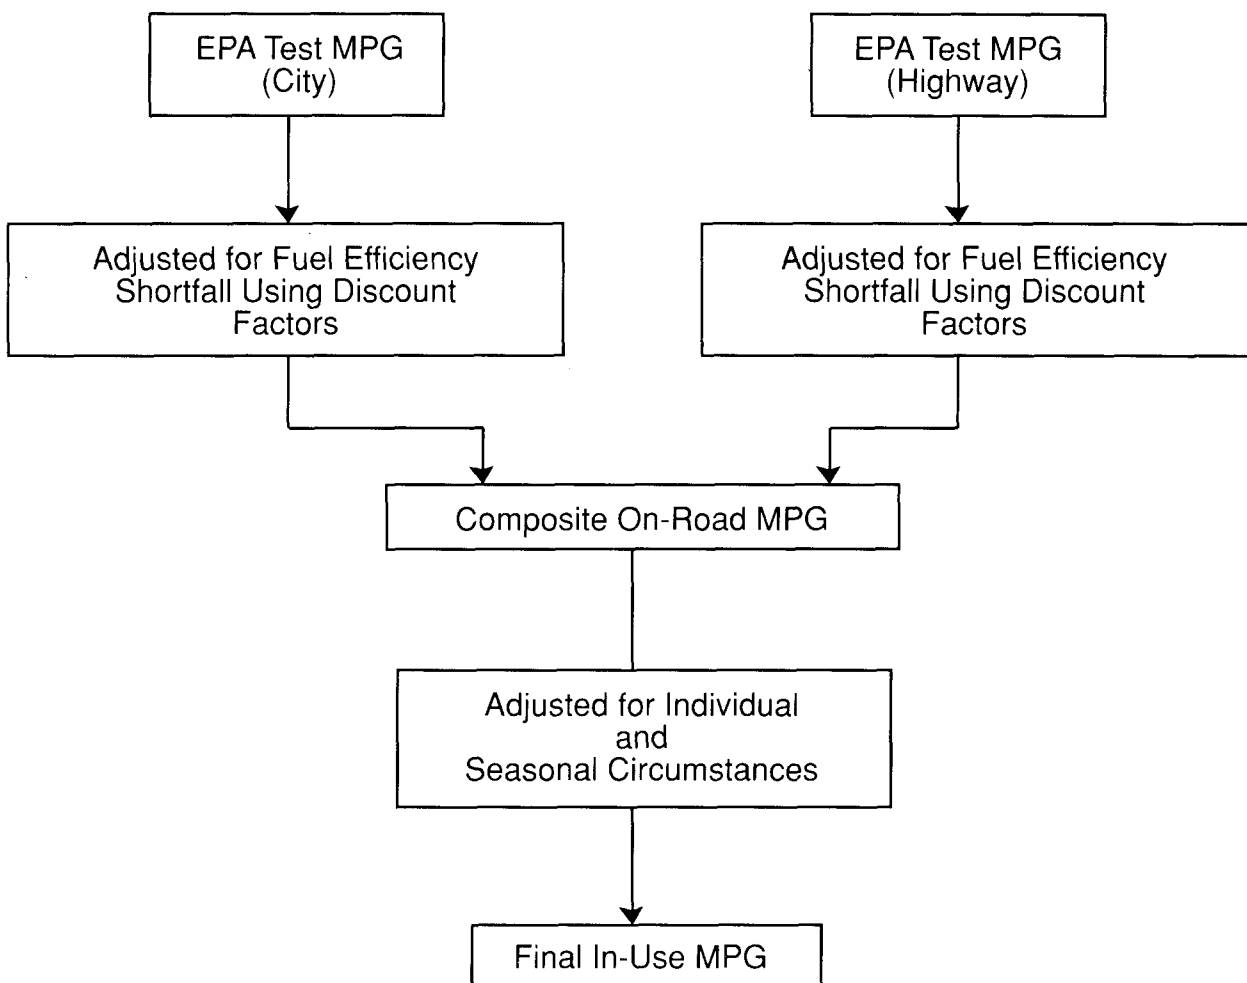 EPA Test MPG
(City)
EPA Test MPG
(Highway)
Adjusted for Fuel Efficiency
Shortfall Using Discount
Factors
Adjusted for Fuel Efficiency
Shortfall Using Discount
Factors
Composite On-Road MPG
Adjusted for Individual
and
Seasonal Circumstances
Final In-Use MPG